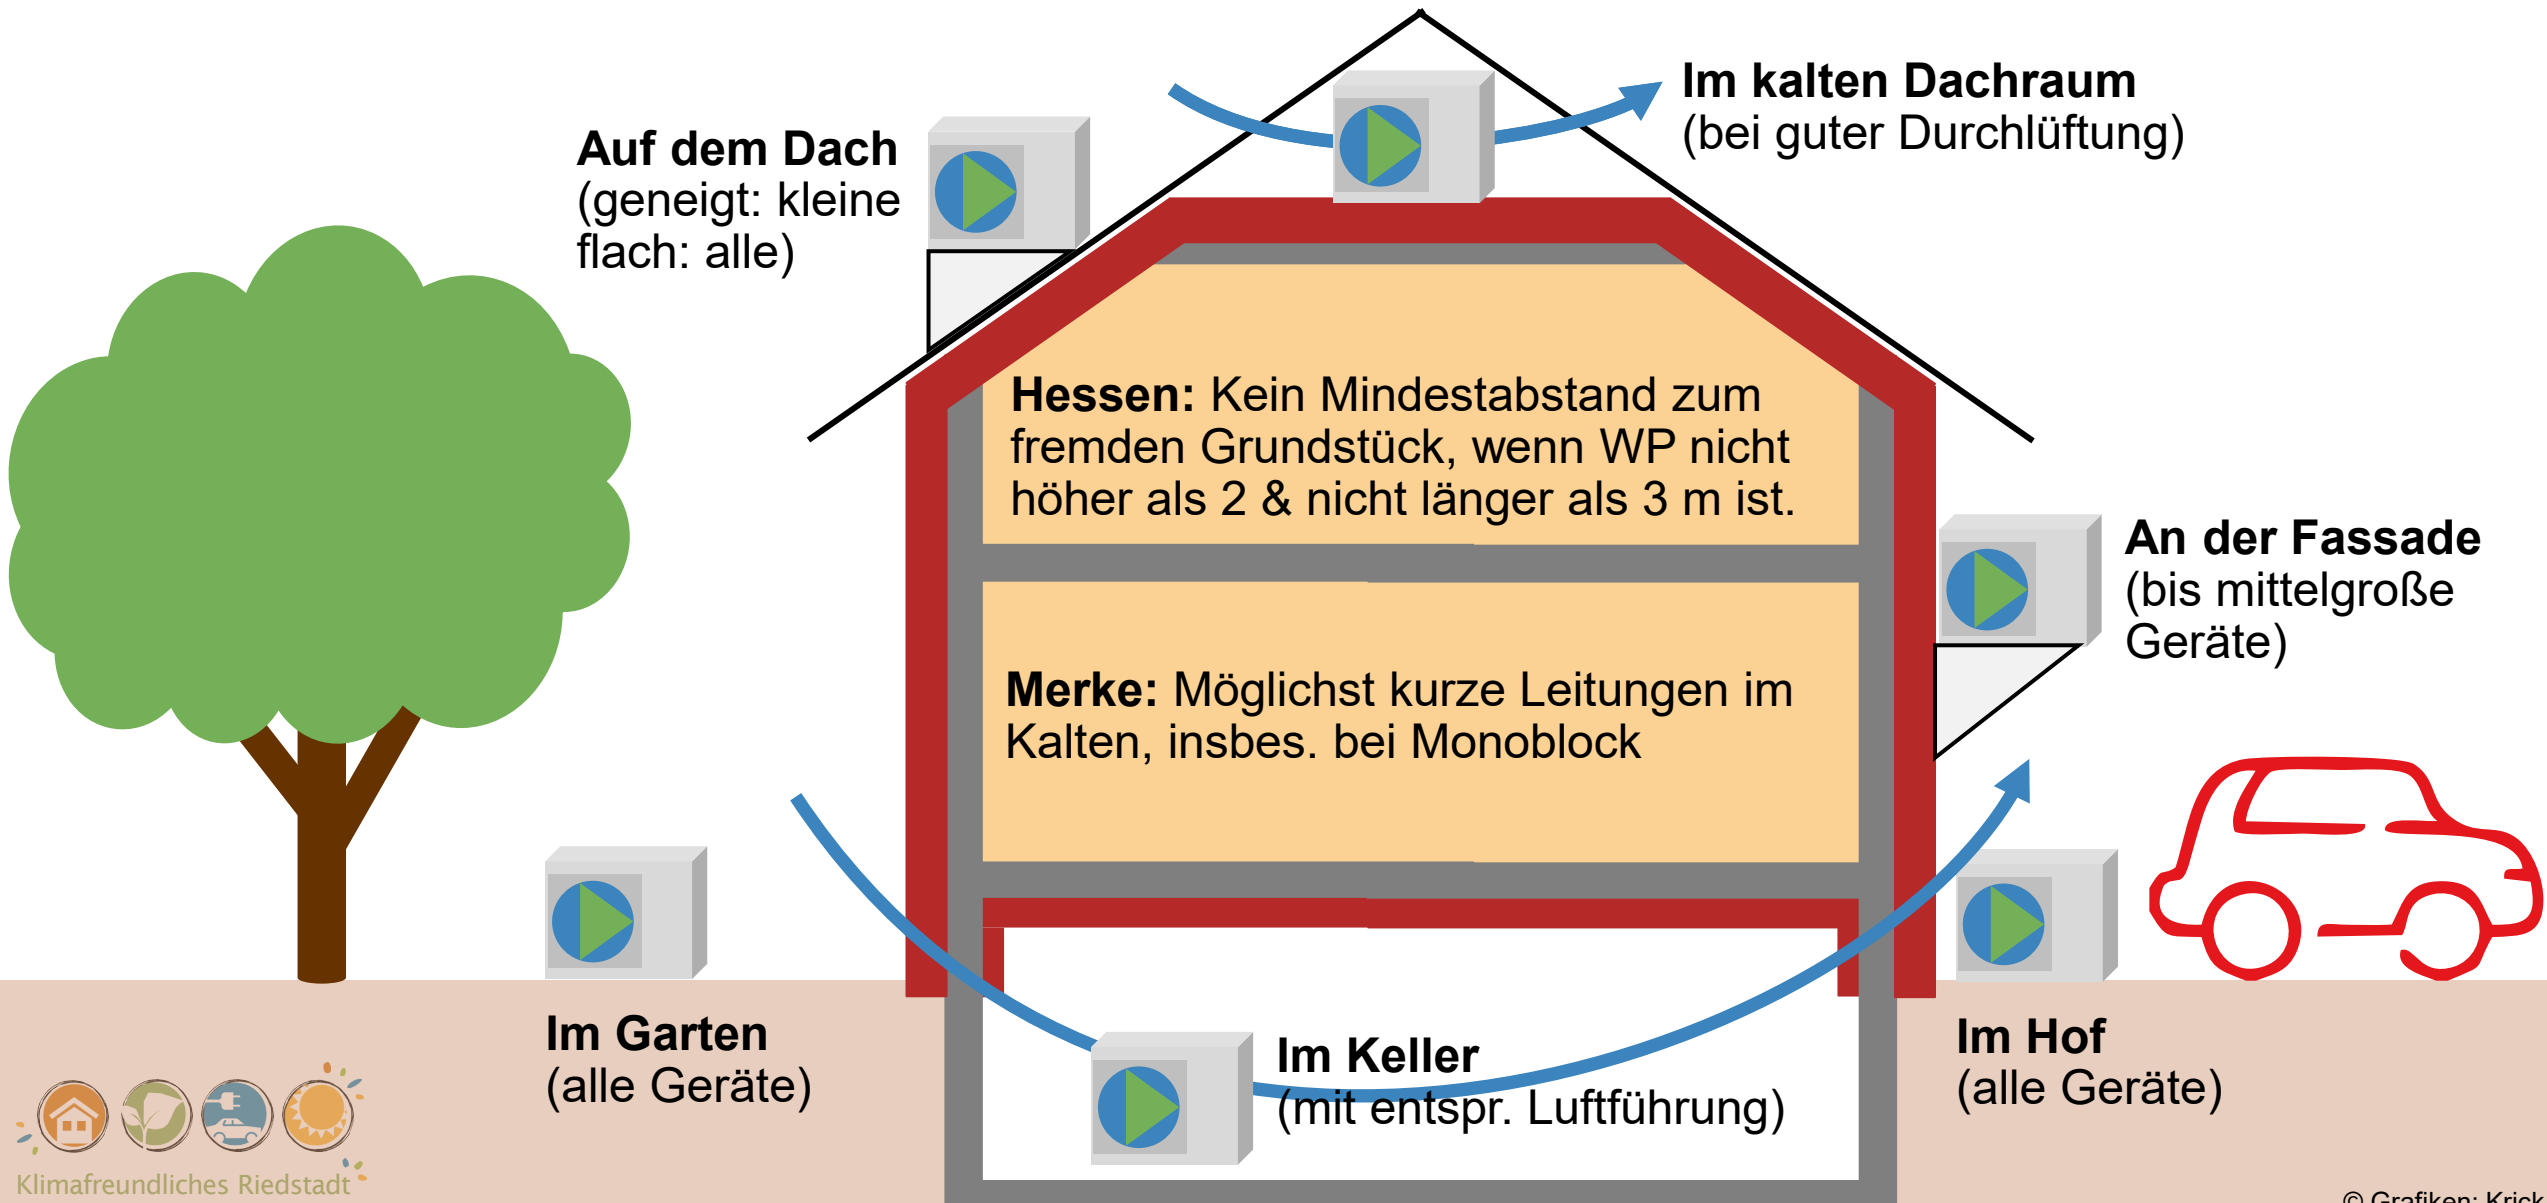 Im kalten Dachraum
(bei guter Durchlüftung)
Auf dem Dach
(geneigt: kleine
flach: alle)
Hessen: Kein Mindestabstand zum
fremden Grundstück, wenn WP nicht
höher als 2 & nicht länger als 3 m ist.
An der Fassade
(bis mittelgroße
Geräte)
Merke: Möglichst kurze Leitungen im
Kalten, insbes. bei Monoblock
Im Garten
(alle Geräte)
Im Keller
(mit entspr. Luftführung)
Im Hof
(alle Geräte)
Klimafreundliches Riedstadt
© Grafiken: Krick